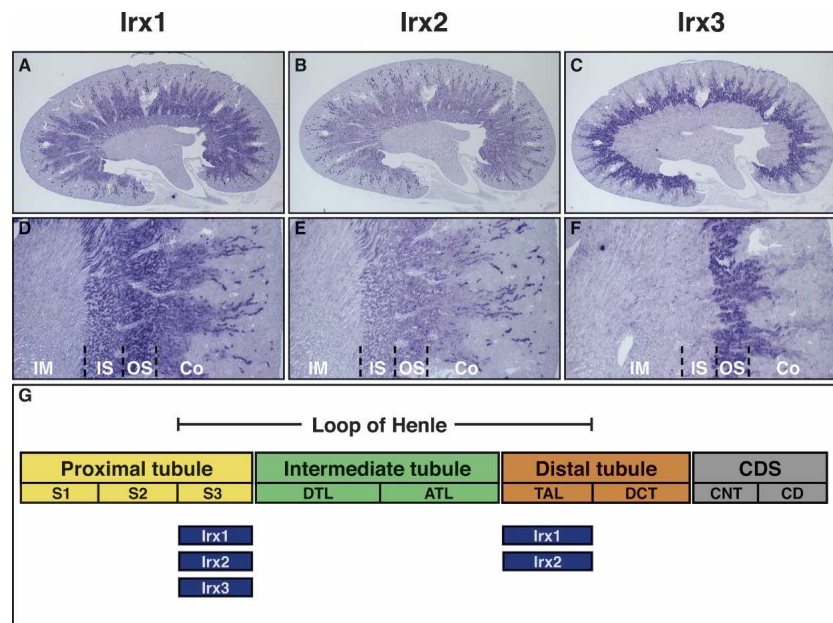 Irx1 Irx2 Irx3
A B C
D E F
IM IS OS Co IM IS OS Co IM IS OS Co
G
Loop of Henle
Proximal tubule Intermediate tubule Distal tubule CDS
S1 S2 S3 DTL ATL TAL DCT CNT CD
Irx1 Irx1
Irx2 Irx2
Irx3